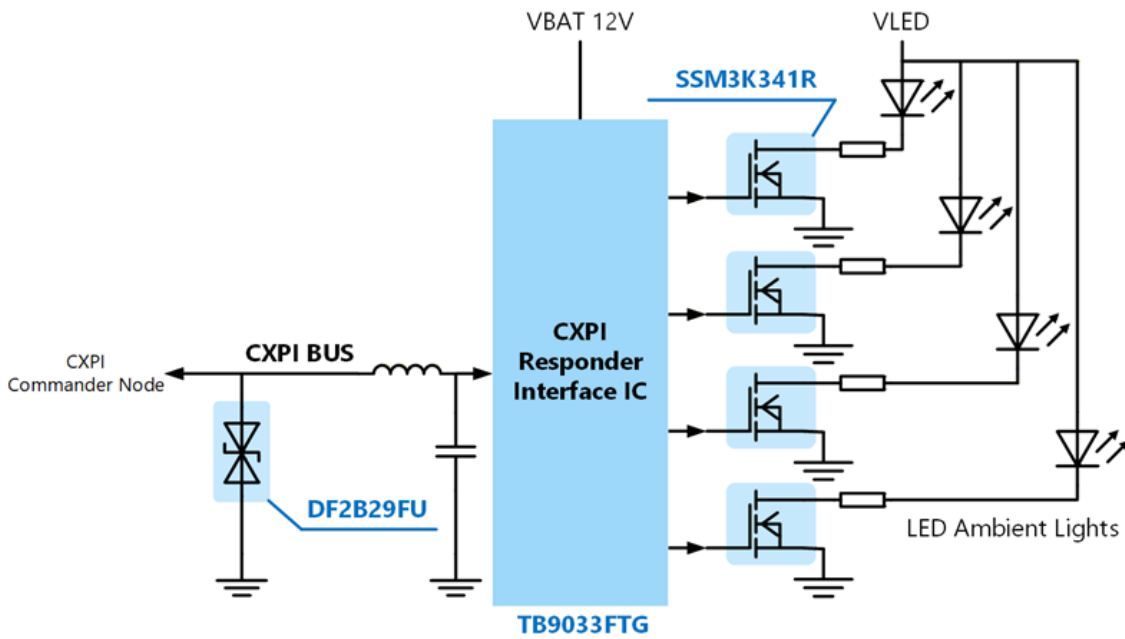 VBAT 12V
VLED
SSM3K341R
CXPI
Responder
Interface IC
CXPI BUS
CXPI
Commander Node
DF2B29FU
LED Ambient Lights
TB9033FTG